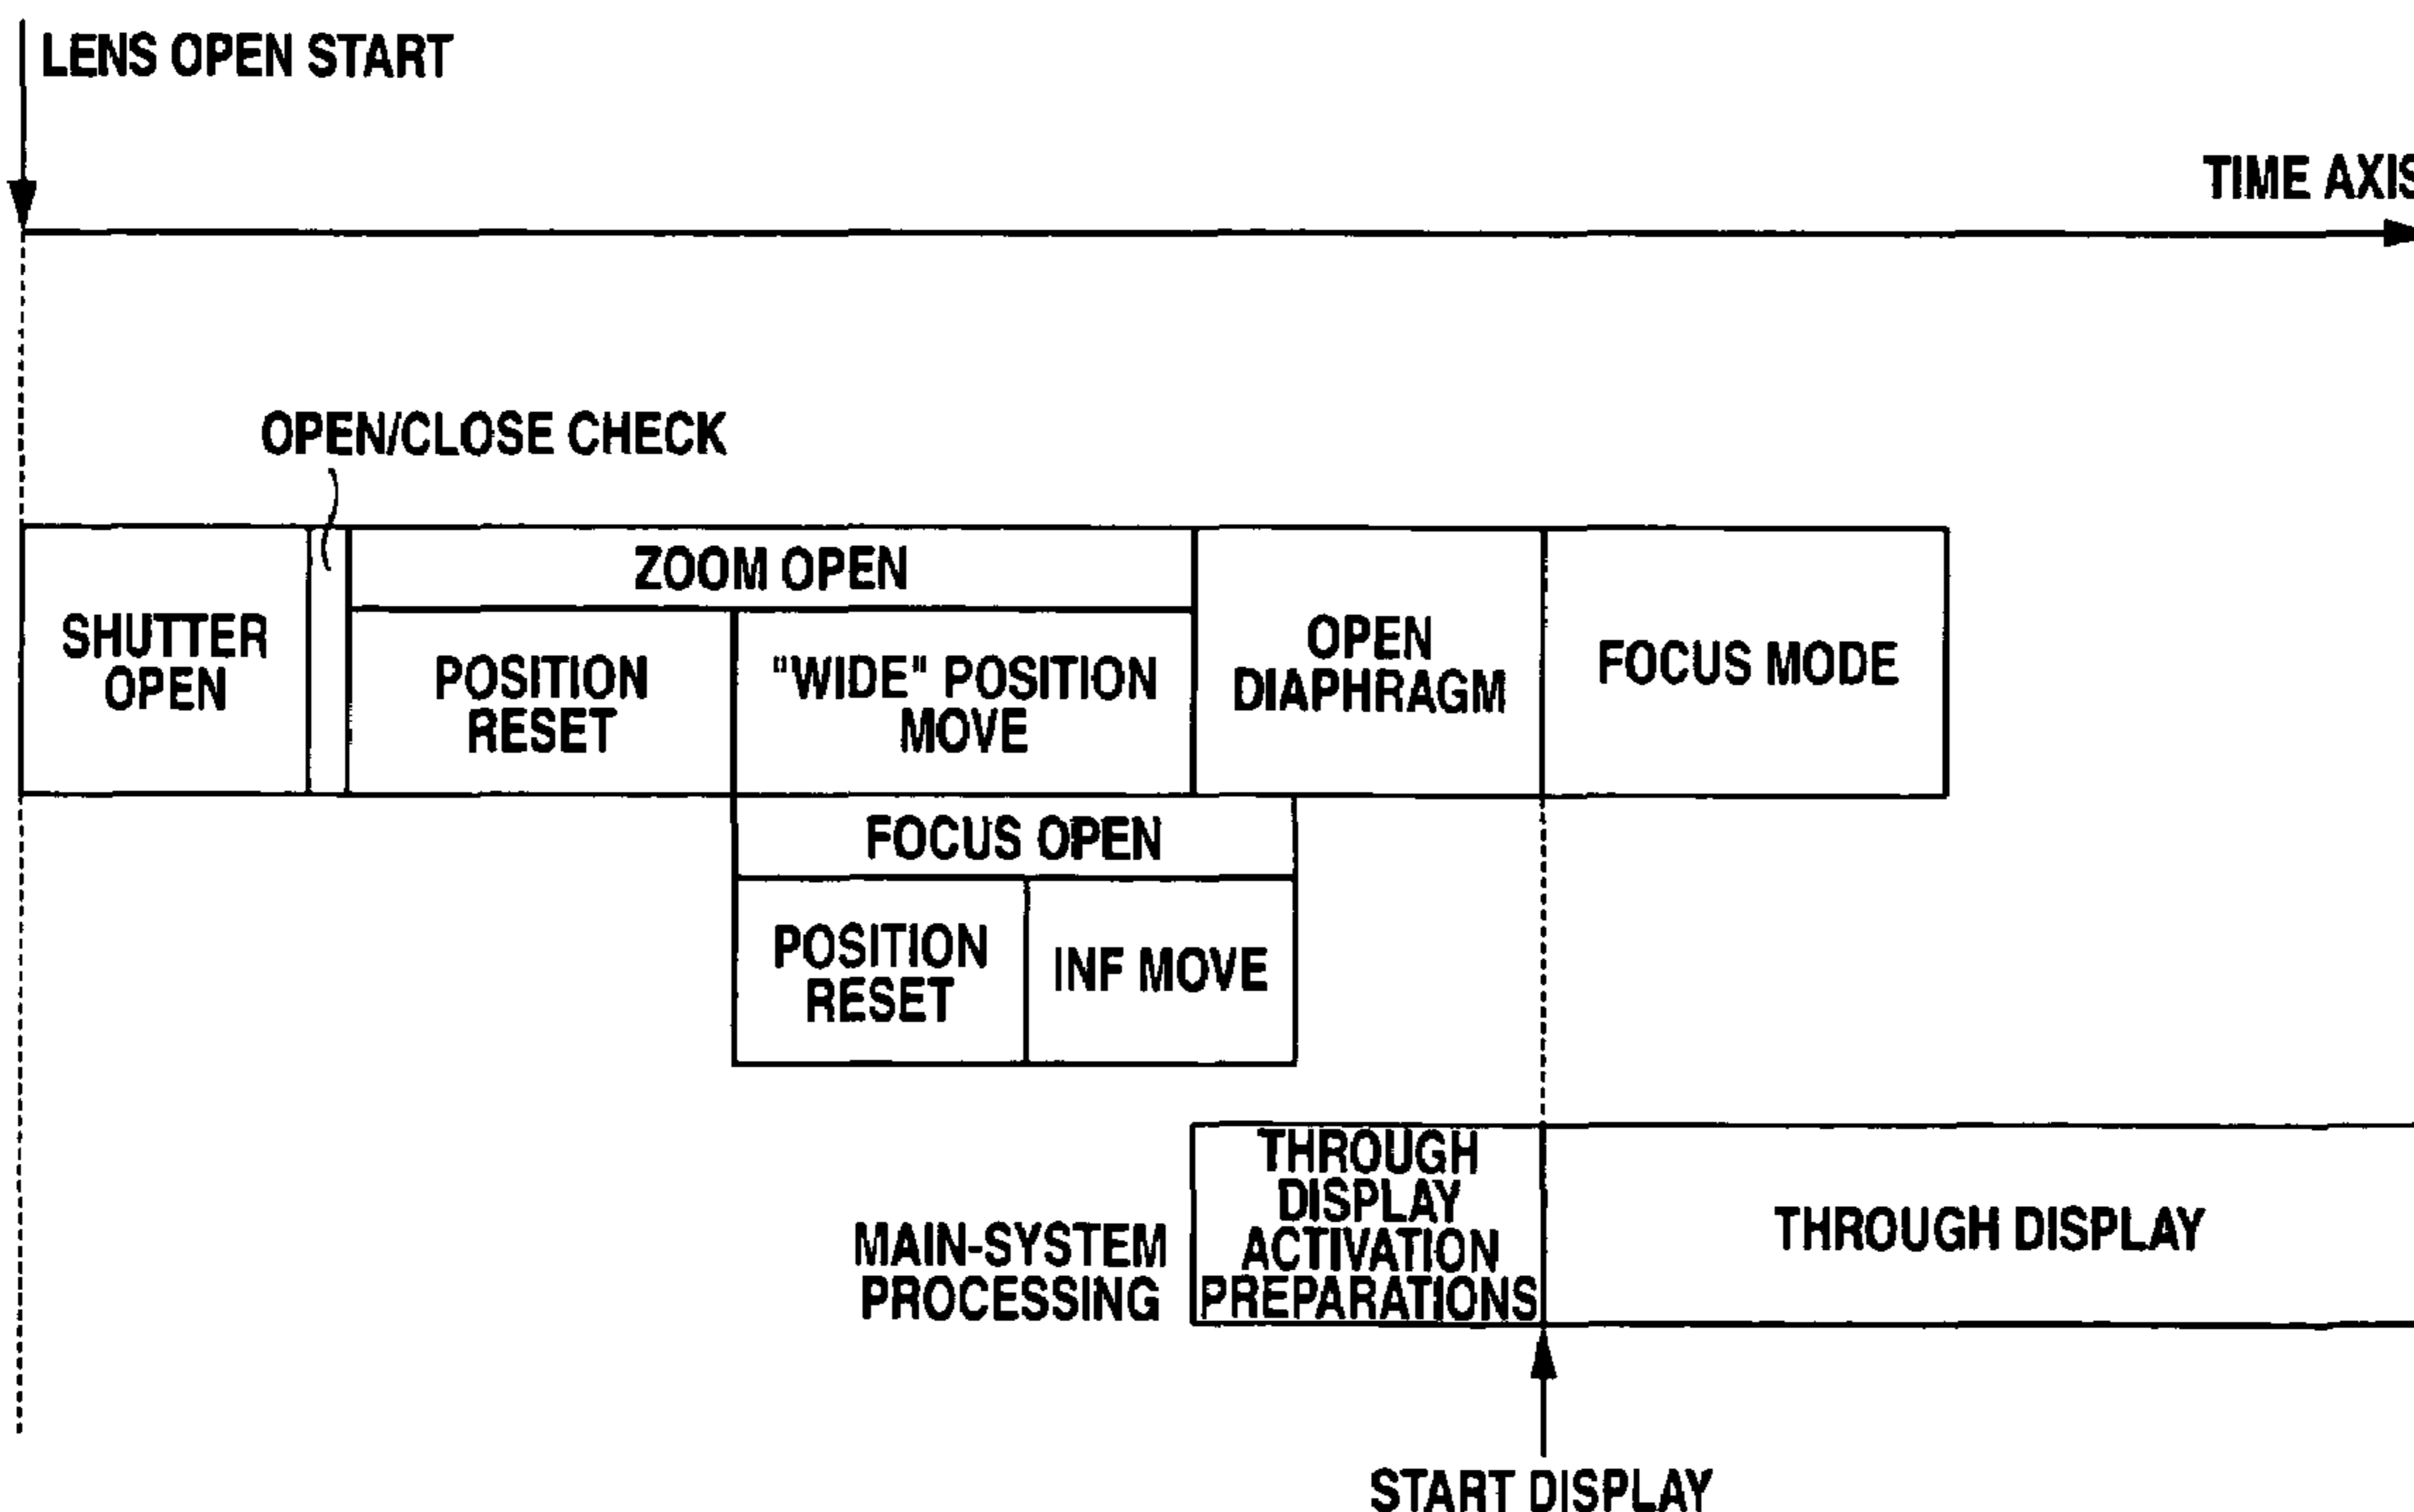 LENS OPEN START
TIME AXIS
OPEN/CLOSE CHECK
ZOOM OPEN
SHUTTER
OPEN
POSITION
RESET
"WIDE" POSITION
MOVE
OPEN
DIAPHRAGM
FOCUS MODE
FOCUS OPEN
POSITION
RESET
INF MOVE
MAIN-SYSTEM
PROCESSING
THROUGH
DISPLAY
ACTIVATION
PREPARATIONS
THROUGH DISPLAY
START DISPLAY